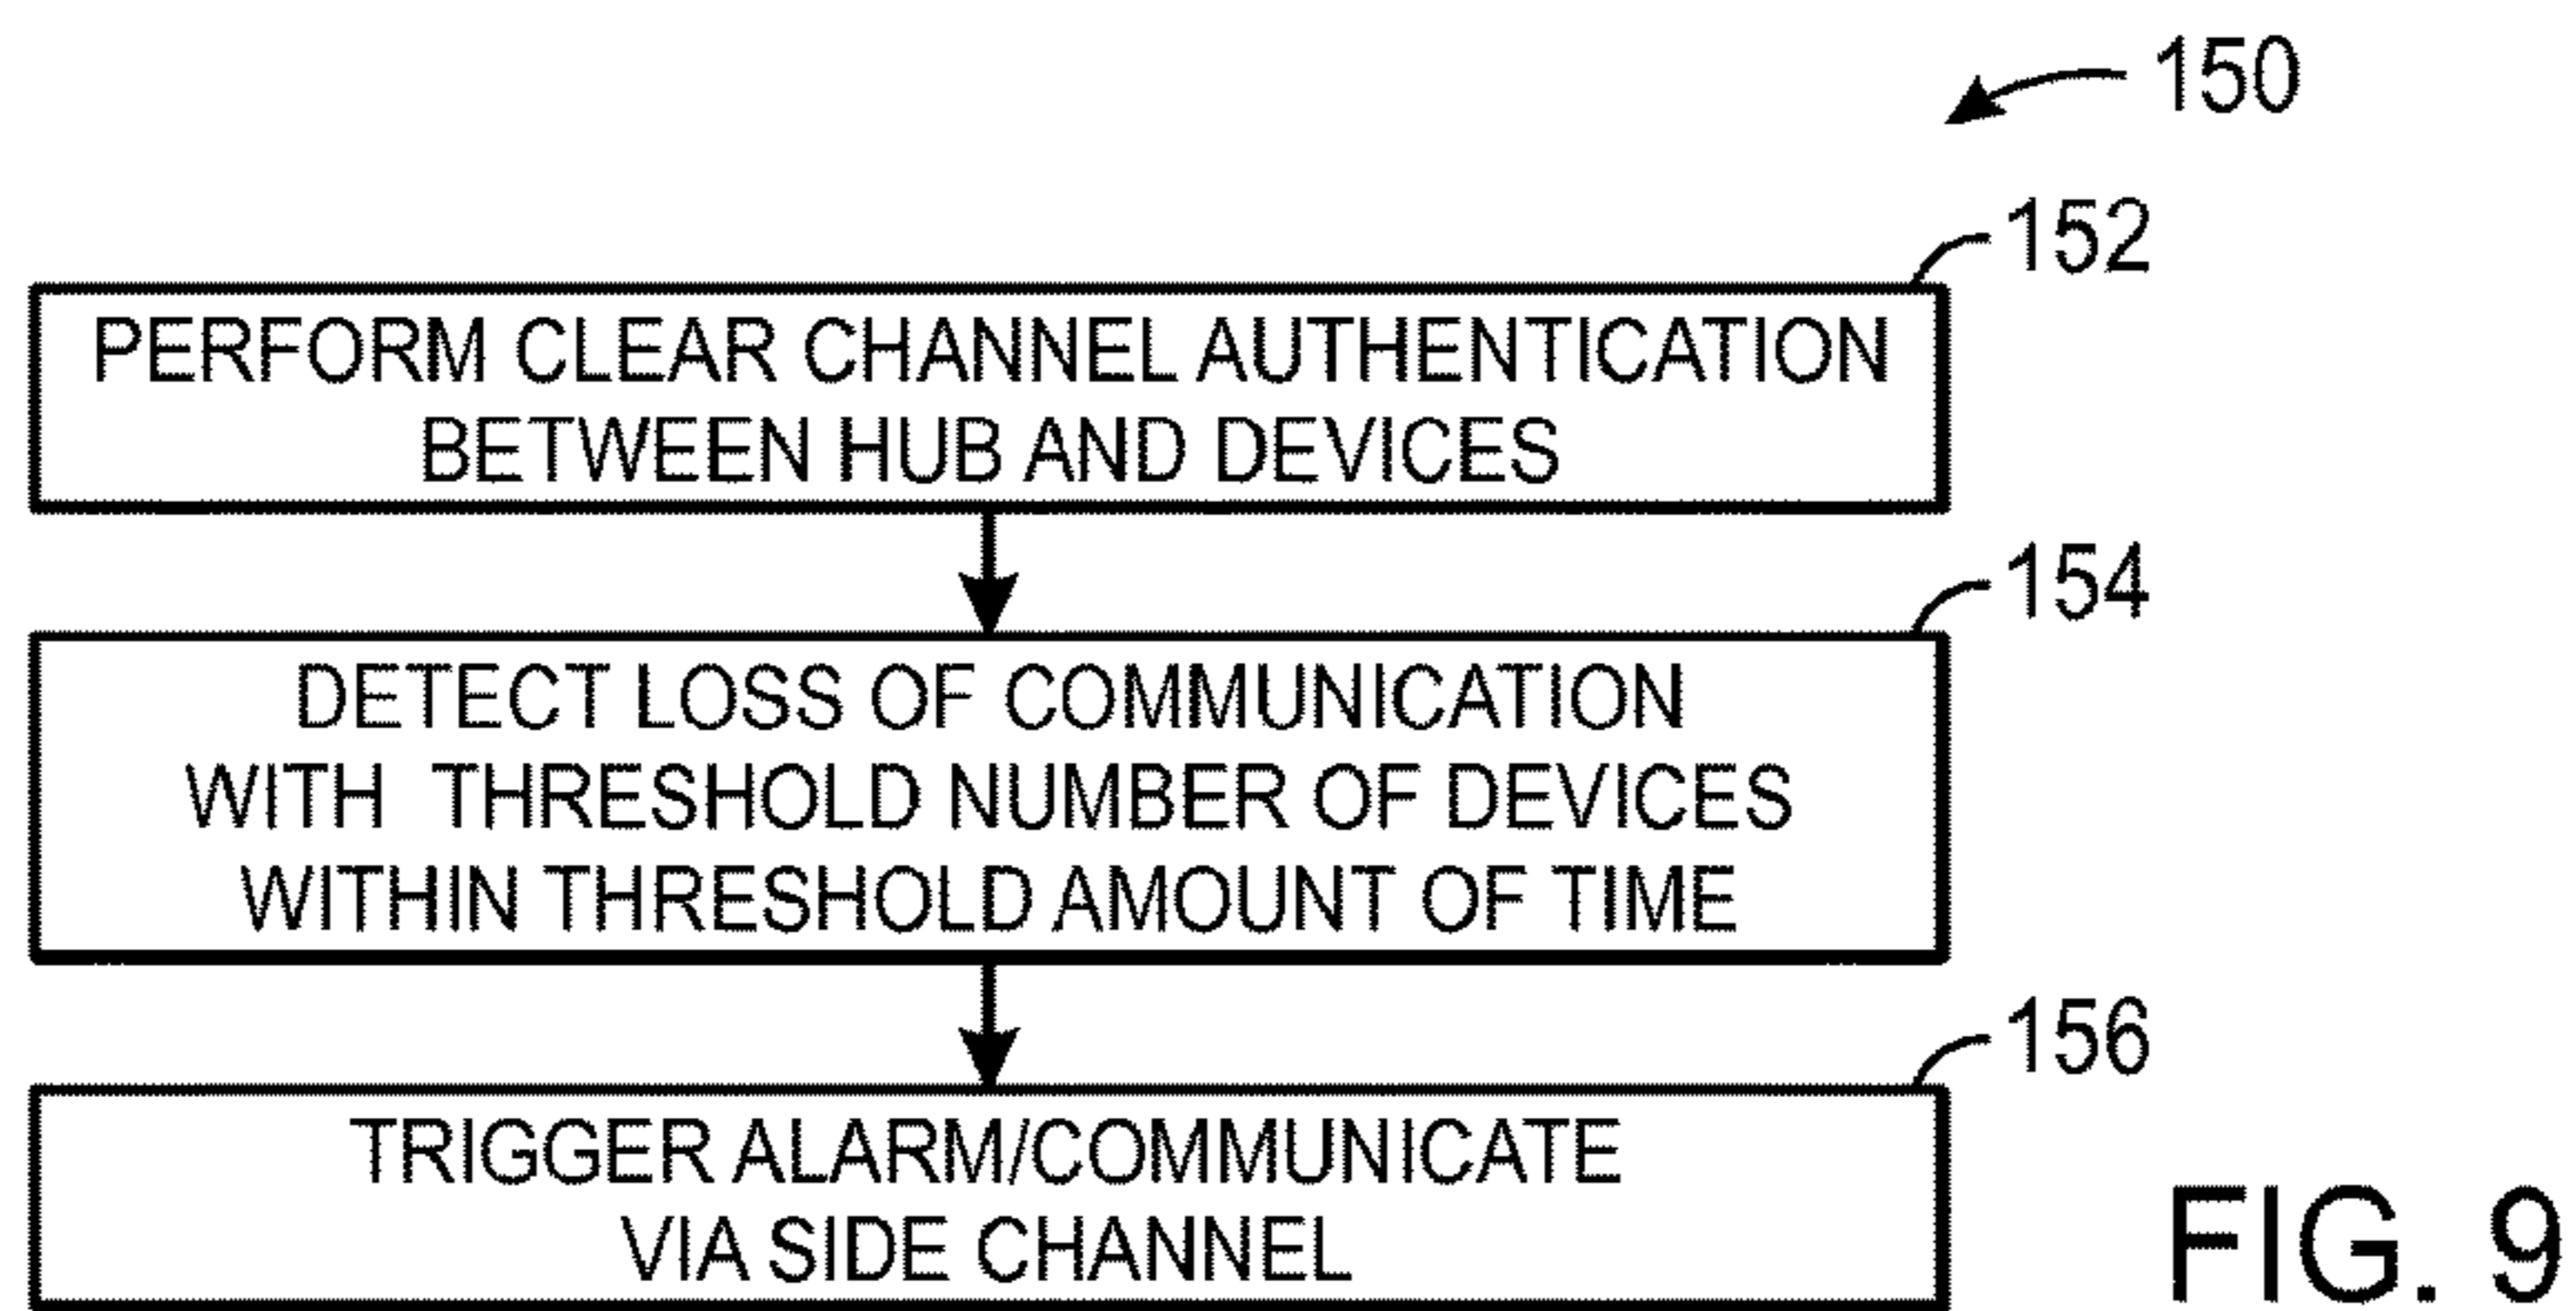 150
152
PERFORM CLEAR CHANNEL AUTHENTICATION
BETWEEN HUB AND DEVICES
154
DETECT LOSS OF COMMUNICATION
WITH THRESHOLD NUMBER OF DEVICES
WITHIN THRESHOLD AMOUNT OF TIME
156
TRIGGER ALARM/COMMUNICATE
VIA SIDE CHANNEL
FIG. 9